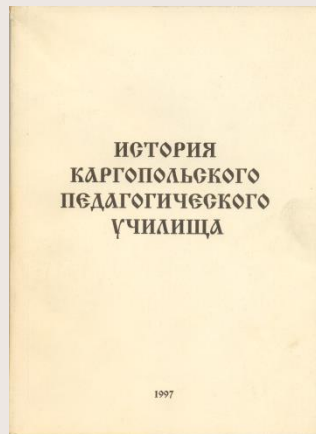 ИСТОРИЯ
КАРГОПОЛЬСКОГО
ПЕДАГОГИЧЕСКОГО
УЧИЛИЩА
1997